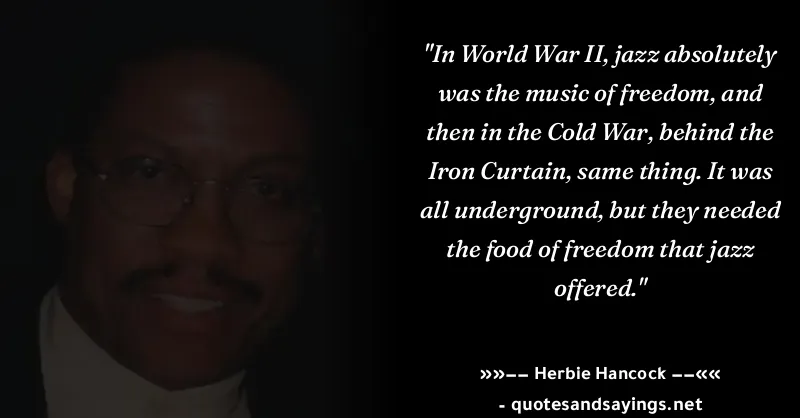 "In World War II, jazz absolutely
was the music of freedom, and
then in the Cold War, behind the
Iron Curtain, same thing. It was
all underground, but they needed
the food of freedom that jazz
offered."
»»—— Herbie Hancock ——««
- quotesandsayings.net